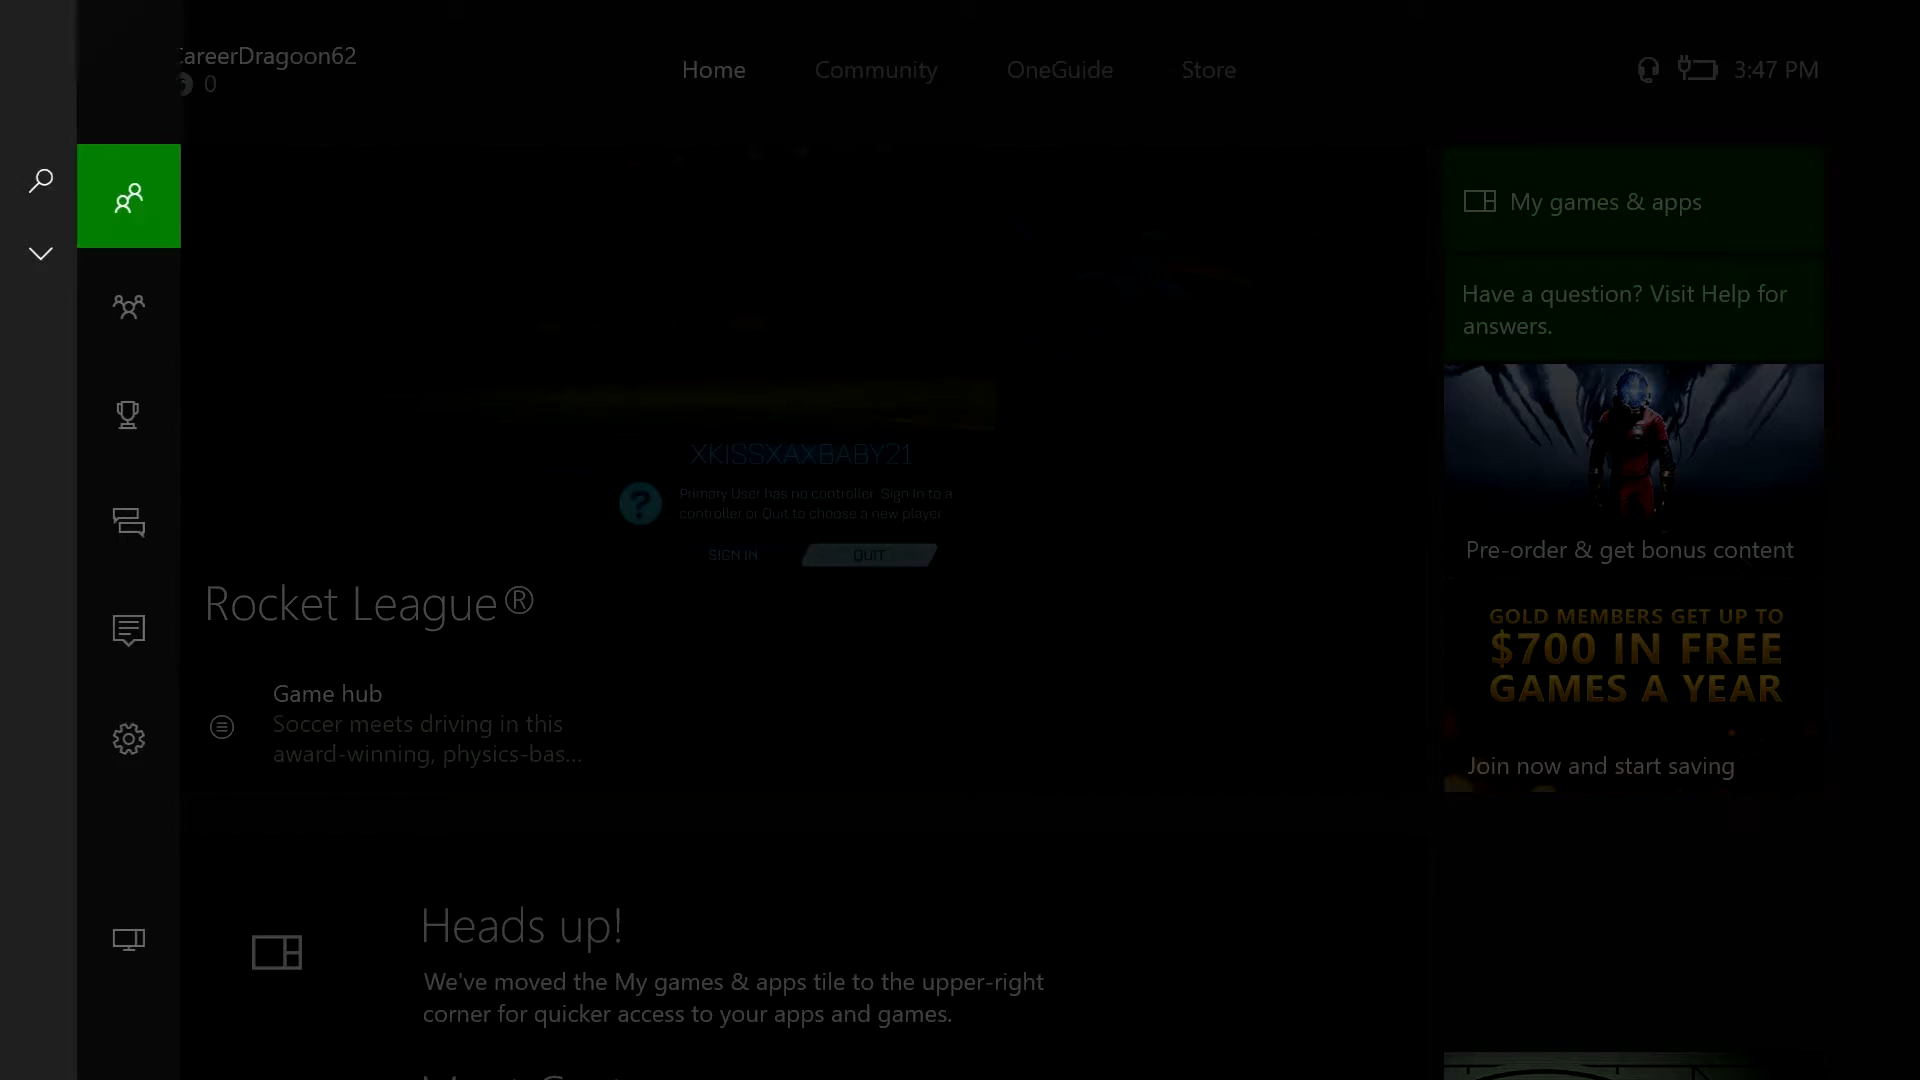 areerDragoon62
0
Home
Community
OneGuide
Store
3:47 PM
My games & apps
Have a question? Visit Help for
answers.
XKISSXAXBABY21
Primary User has no controller. Sign In to a
controller or Quit to choose a new player.
SIGN IN
QUIT
Pre-order & get bonus content
Rocket League®
GOLD MEMBERS GET UP TO
$700 IN FREE
GAMES A YEAR
Game hub
Soccer meets driving in this
award-winning, physics-bas...
Join now and start saving
Heads up!
We've moved the My games & apps tile to the upper-right
corner for quicker access to your apps and games.